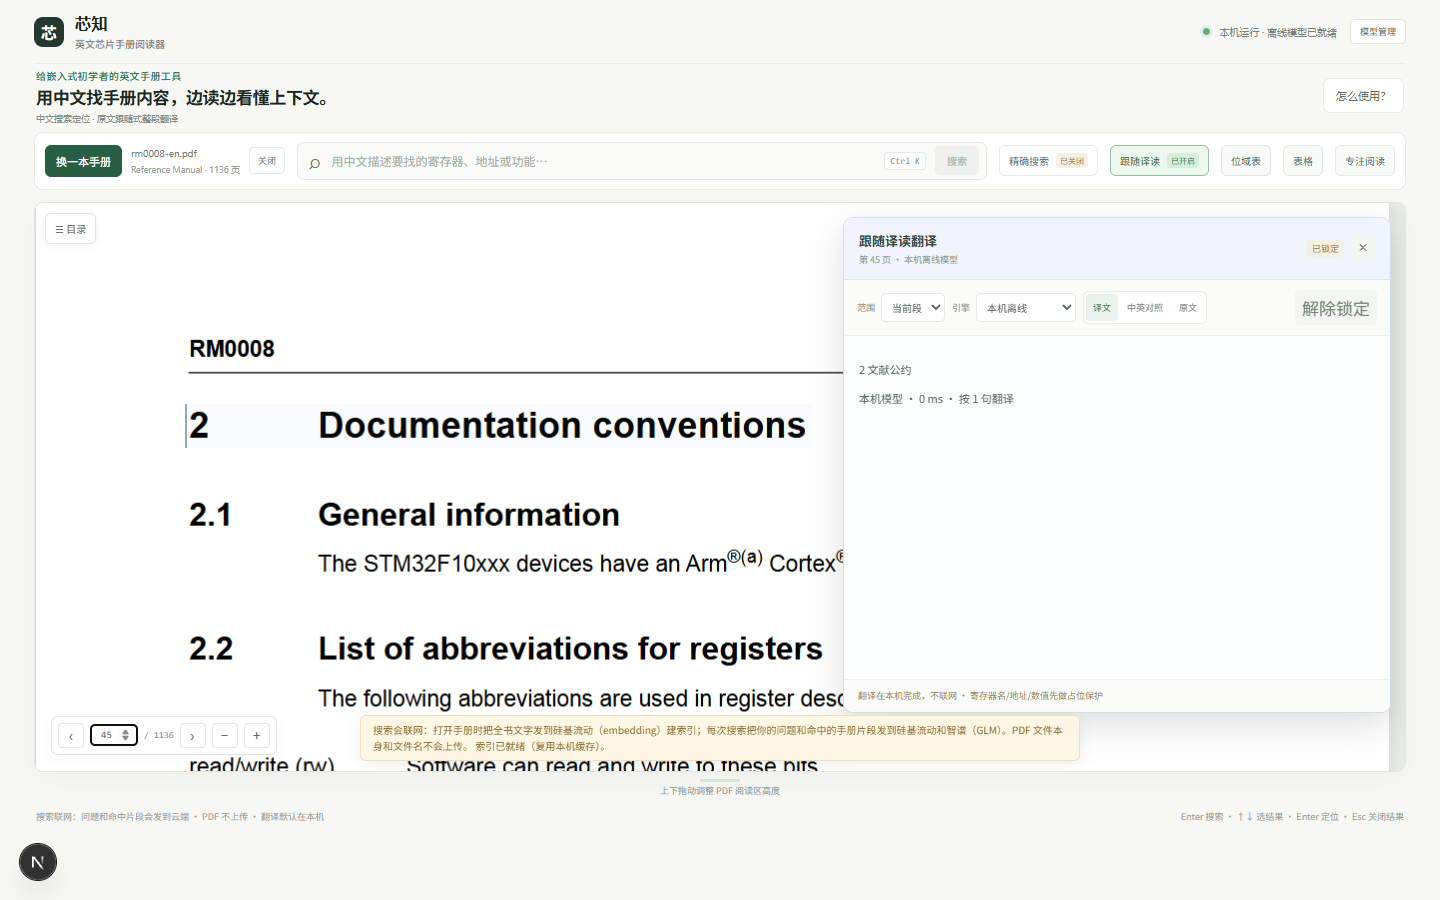 芯
芯知
英文芯片手册阅读器
本机运行 · 离线模型已就绪
模型管理
给嵌入式初学者的英文手册工具
用中文找手册内容，边读边看懂上下文。
中文搜索定位 · 原文跟随式整段翻译
怎么使用？
换一本手册
rm0008-en.pdf
Reference Manual · 1136 页
关闭
用中文描述要找的寄存器、地址或功能…
Ctrl K
搜索
精确搜索 已关闭
跟随译读 已开启
位域表
表格
专注阅读
☰ 目录
RM0008
2 Documentation conventions
2.1 General information
The STM32F10xxx devices have an Arm®(a) Cortex®
2.2 List of abbreviations for registers
The following abbreviations are used in register desc
read/write (rw) Software can read and write to these bits
跟随译读翻译
第 45 页 · 本机离线模型
已锁定 ×
范围 当前段 引擎 本机离线 译文 中英对照 原文 解除锁定
2 文献公约
本机模型 · 0 ms · 按 1 句翻译
翻译在本机完成，不联网 · 寄存器名/地址/数值先做占位保护
‹ 45 / 1136 › − +
搜索会联网：打开手册时把全书文字发到硅基流动（embedding）建索引；每次搜索把你的问题和命中的手册片段发到硅基流动和智谱（GLM）。PDF 文件本
身和文件名不会上传。 索引已就绪（复用本机缓存）。
上下拖动调整 PDF 阅读区高度
搜索联网：问题和命中片段会发到云端 · PDF 不上传 · 翻译默认在本机
Enter 搜索 · ↑↓ 选结果 · Enter 定位 · Esc 关闭结果
N